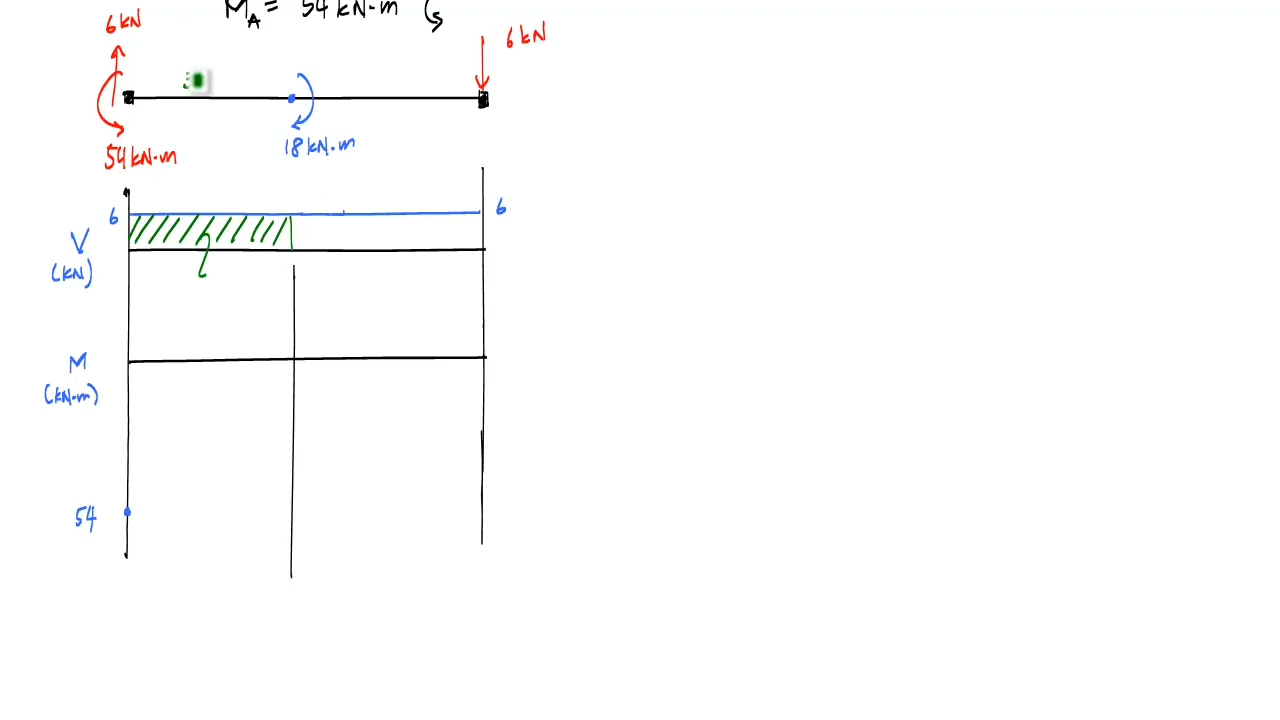 M_A = 54 kN·m
6 kN
6 kN
54 kN·m
18 kN·m
6
6
V
(kN)
M
(kN·m)
54